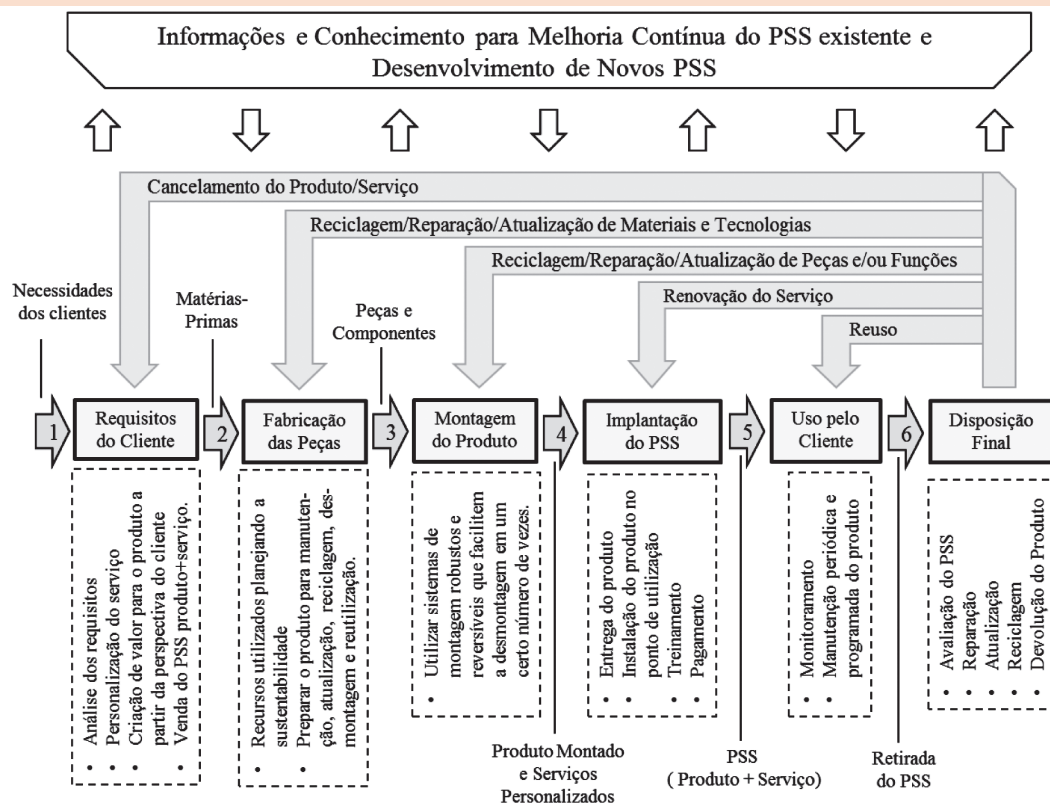 Informações e Conhecimento para Melhoria Contínua do PSS existente e
Desenvolvimento de Novos PSS
Cancelamento do Produto/Serviço
Reciclagem/Reparação/Atualização de Materiais e Tecnologias
Reciclagem/Reparação/Atualização de Peças e/ou Funções
Renovação do Serviço
Reuso
Necessidades
dos clientes
Matérias-
Primas
Peças e
Componentes
1
Requisitos
do Cliente
2
Fabricação
das Peças
3
Montagem
do Produto
4
Implantação
do PSS
5
Uso pelo
Cliente
6
Disposição
Final
• Análise dos requisitos
• Personalização do serviço
• Criação de valor para o produto a
partir da perspectiva do cliente
• Venda do PSS produto+serviço.
• Recursos utilizados planejando a
sustentabilidade
• Preparar o produto para manuten-
ção, atualização, reciclagem, des-
montagem e reutilização.
• Utilizar sistemas de
montagem robustos e
reversíveis que facilitem
a desmontagem em um
certo número de vezes.
• Entrega do produto
• Instalação do produto no
ponto de utilização
• Treinamento
• Pagamento
• Monitoramento
• Manutenção periódica e
programada do produto
• Avaliação do PSS
• Reparação
• Atualização
• Reciclagem
• Devolução do Produto
Produto Montado
e Serviços
Personalizados
PSS
( Produto + Serviço)
Retirada
do PSS